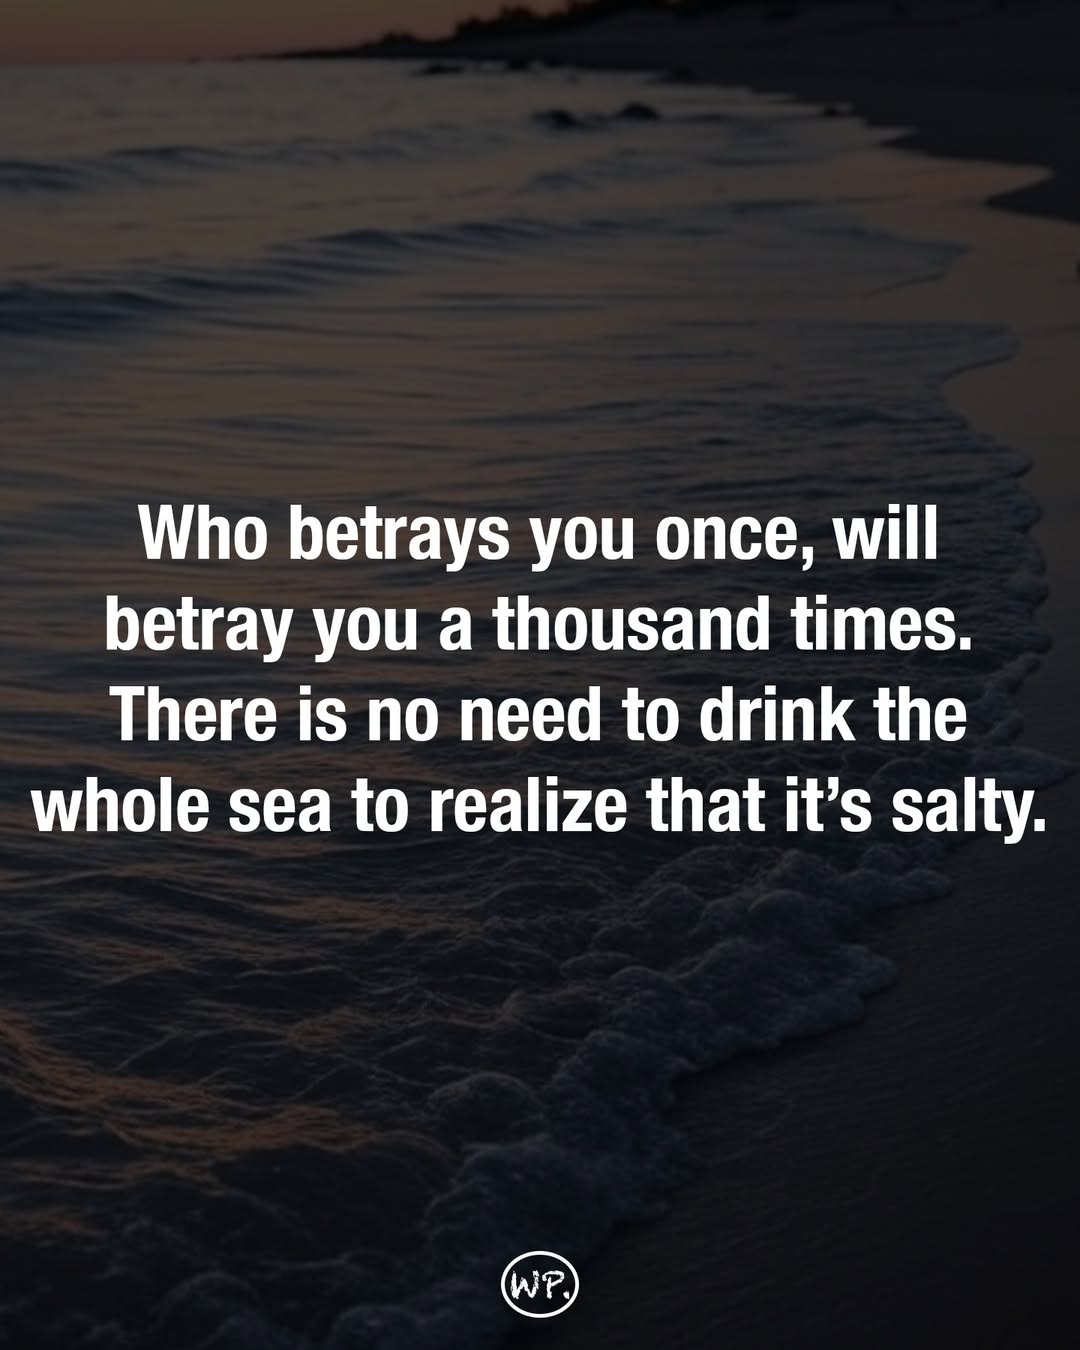 Who betrays you once, will
betray you a thousand times.
There is no need to drink the
whole sea to realize that it’s salty.
WP.